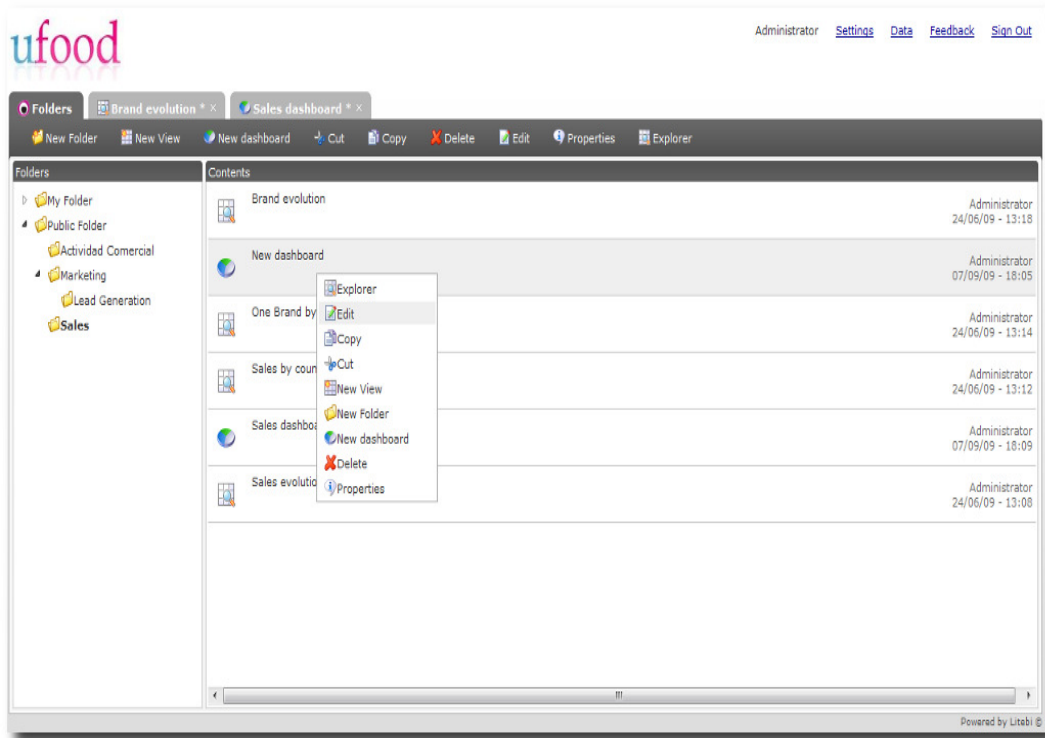 ufood
Administrator Settings Data Feedback Sign Out
Folders Brand evolution * × Sales dashboard * ×
New Folder New View New dashboard Cut Copy Delete Edit Properties Explorer
Folders
My Folder
Public Folder
Actividad Comercial
Marketing
Lead Generation
Sales
Contents
Brand evolution
Administrator
24/06/09 - 13:18
New dashboard
Administrator
07/09/09 - 18:05
One Brand by
Administrator
24/06/09 - 13:14
Sales by coun
Administrator
24/06/09 - 13:12
Sales dashboa
Administrator
07/09/09 - 18:09
Sales evolutio
Administrator
24/06/09 - 13:08
Explorer
Edit
Copy
Cut
New View
New Folder
New dashboard
Delete
Properties
Powered by Litebi ©